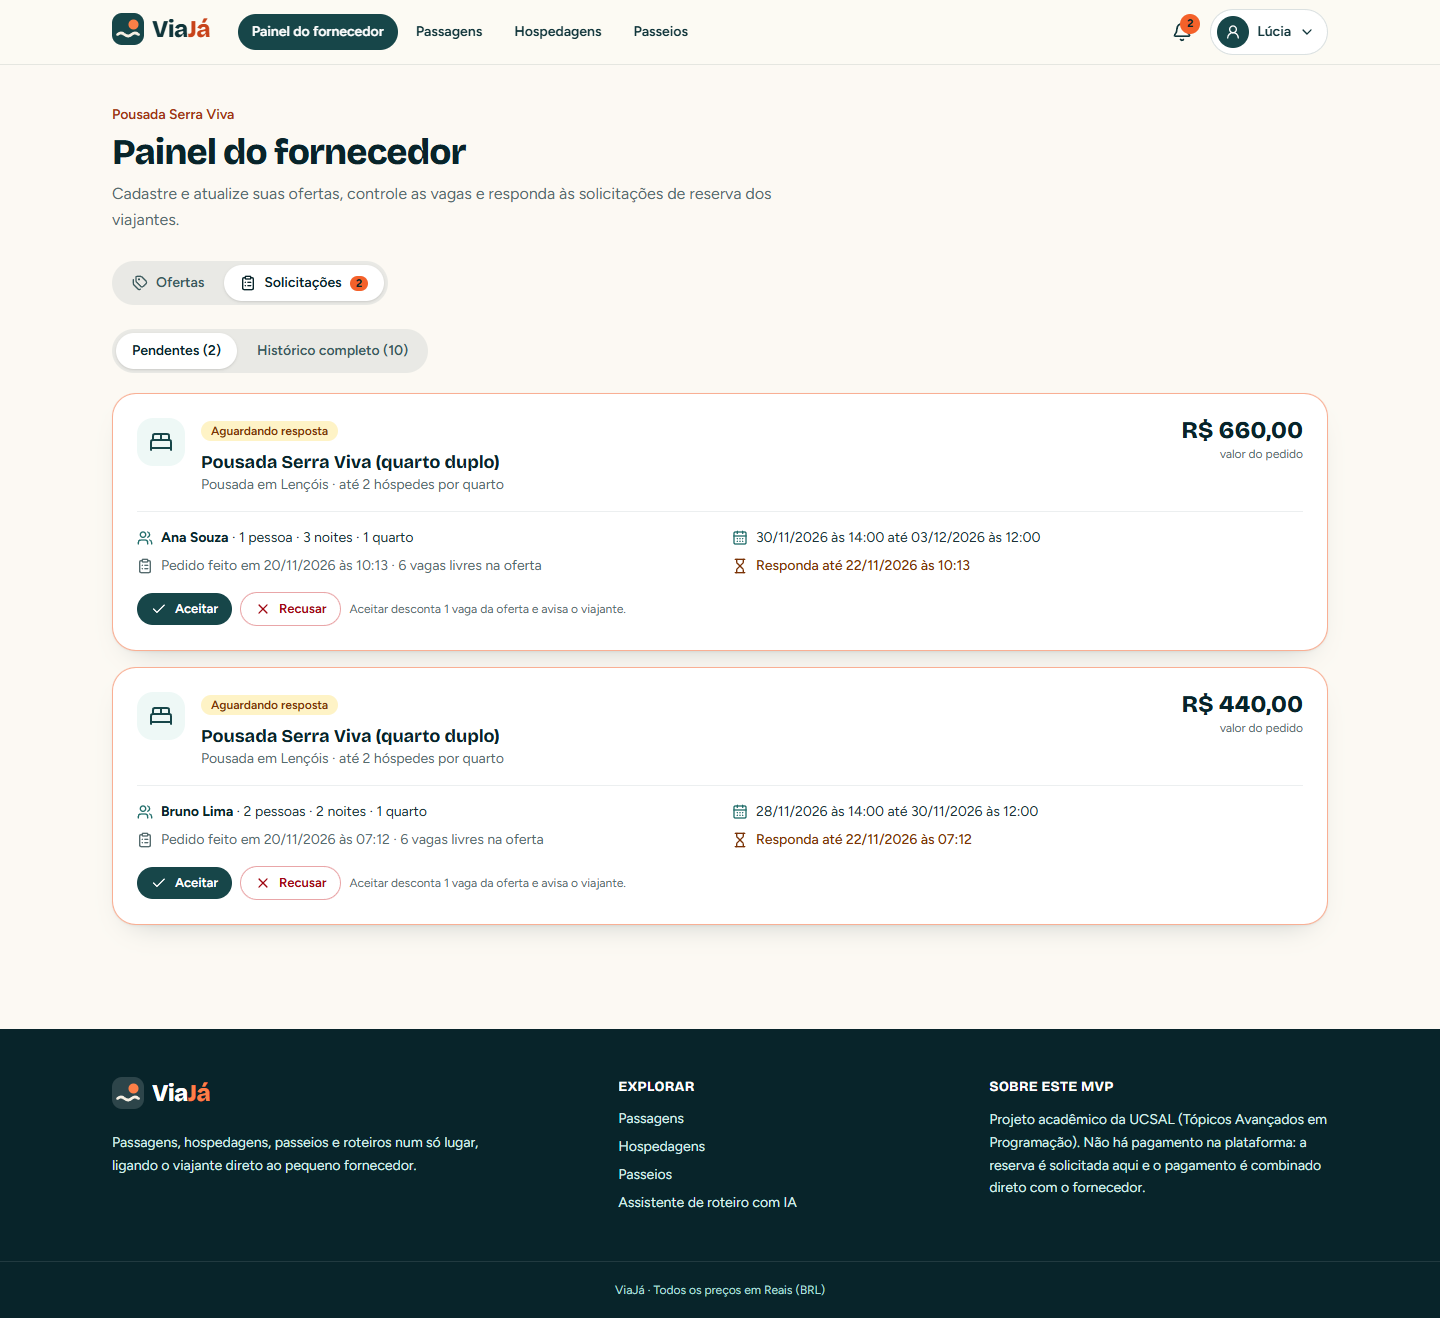 ViaJá
Painel do fornecedor
Passagens
Hospedagens
Passeios
2
Lúcia
Pousada Serra Viva
Painel do fornecedor
Cadastre e atualize suas ofertas, controle as vagas e responda às solicitações de reserva dos
viajantes.
Ofertas
Solicitações 2
Pendentes (2)
Histórico completo (10)
Aguardando resposta
Pousada Serra Viva (quarto duplo)
Pousada em Lençóis · até 2 hóspedes por quarto
R$ 660,00
valor do pedido
Ana Souza · 1 pessoa · 3 noites · 1 quarto
30/11/2026 às 14:00 até 03/12/2026 às 12:00
Pedido feito em 20/11/2026 às 10:13 · 6 vagas livres na oferta
Responda até 22/11/2026 às 10:13
Aceitar
Recusar
Aceitar desconta 1 vaga da oferta e avisa o viajante.
Aguardando resposta
Pousada Serra Viva (quarto duplo)
Pousada em Lençóis · até 2 hóspedes por quarto
R$ 440,00
valor do pedido
Bruno Lima · 2 pessoas · 2 noites · 1 quarto
28/11/2026 às 14:00 até 30/11/2026 às 12:00
Pedido feito em 20/11/2026 às 07:12 · 6 vagas livres na oferta
Responda até 22/11/2026 às 07:12
Aceitar
Recusar
Aceitar desconta 1 vaga da oferta e avisa o viajante.
ViaJá
Passagens, hospedagens, passeios e roteiros num só lugar,
ligando o viajante direto ao pequeno fornecedor.
EXPLORAR
Passagens
Hospedagens
Passeios
Assistente de roteiro com IA
SOBRE ESTE MVP
Projeto acadêmico da UCSAL (Tópicos Avançados em
Programação). Não há pagamento na plataforma: a
reserva é solicitada aqui e o pagamento é combinado
direto com o fornecedor.
ViaJá · Todos os preços em Reais (BRL)